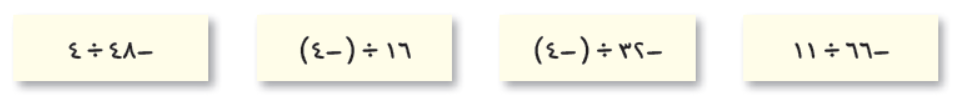 –٦٦ ÷ ١١
–٣٢ ÷ (–٤)
١٦ ÷ (–٤)
–٤٨ ÷ ٤